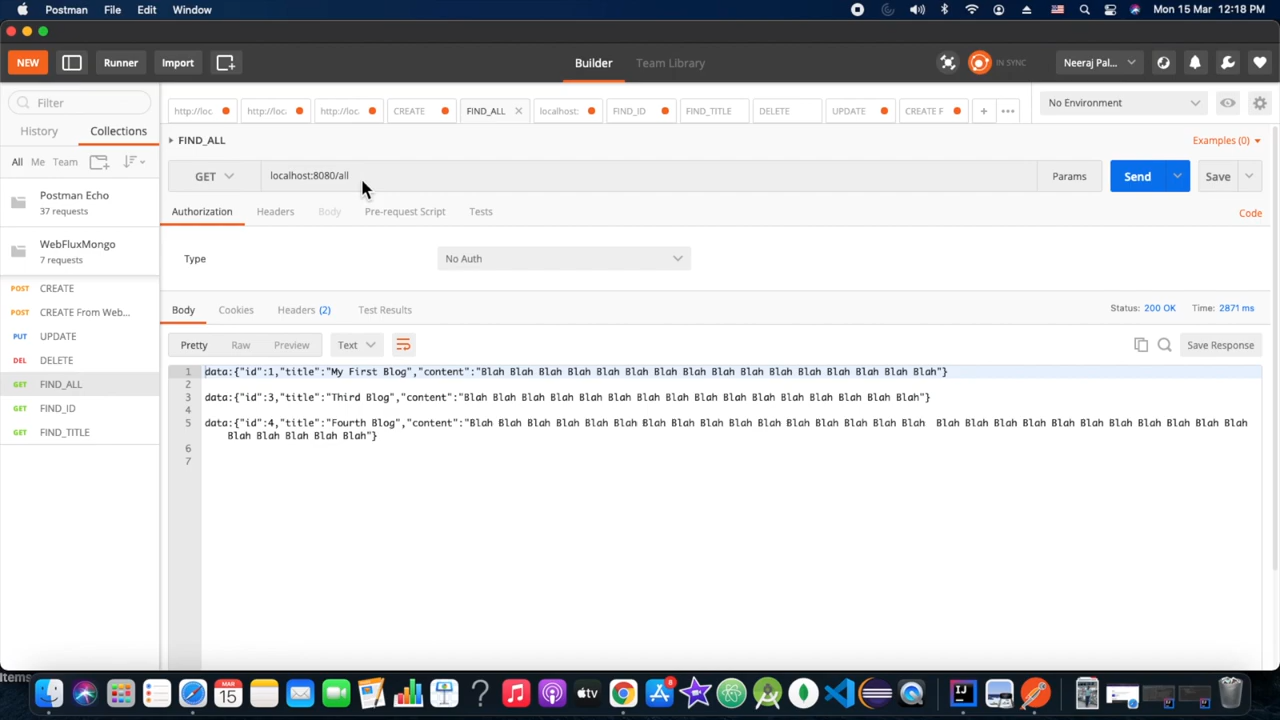 Postman File Edit Window Mon 15 Mar 12:18 PM
NEW Runner Import Builder Team Library IN SYNC Neeraj Pal...
Filter
http://loc. http://loc. http://loc. CREATE FIND_ALL localhost: FIND_ID FIND_TITLE DELETE UPDATE CREATE F + ••• No Environment
History Collections
All Me Team
FIND_ALL Examples (0)
GET localhost:8080/all Params Send Save
Authorization Headers Body Pre-request Script Tests Code
Type No Auth
Postman Echo
37 requests
WebFluxMongo
7 requests
POST CREATE
POST CREATE From Web...
PUT UPDATE
DEL DELETE
GET FIND_ALL
GET FIND_ID
GET FIND_TITLE
Body Cookies Headers (2) Test Results Status: 200 OK Time: 2871 ms
Pretty Raw Preview Text Save Response
1 data:{"id":1,"title":"My First Blog","content":"Blah Blah Blah Blah Blah Blah Blah Blah Blah Blah Blah Blah Blah Blah Blah Blah"}
2
3 data:{"id":3,"title":"Third Blog","content":"Blah Blah Blah Blah Blah Blah Blah Blah Blah Blah Blah Blah Blah Blah Blah Blah"}
4
5 data:{"id":4,"title":"Fourth Blog","content":"Blah Blah Blah Blah Blah Blah Blah Blah Blah Blah Blah Blah Blah Blah Blah Blah  Blah Blah Blah Blah Blah Blah Blah Blah Blah Blah Blah
Blah Blah Blah Blah Blah"}
6
7
Items
8
MAR
15
IJ